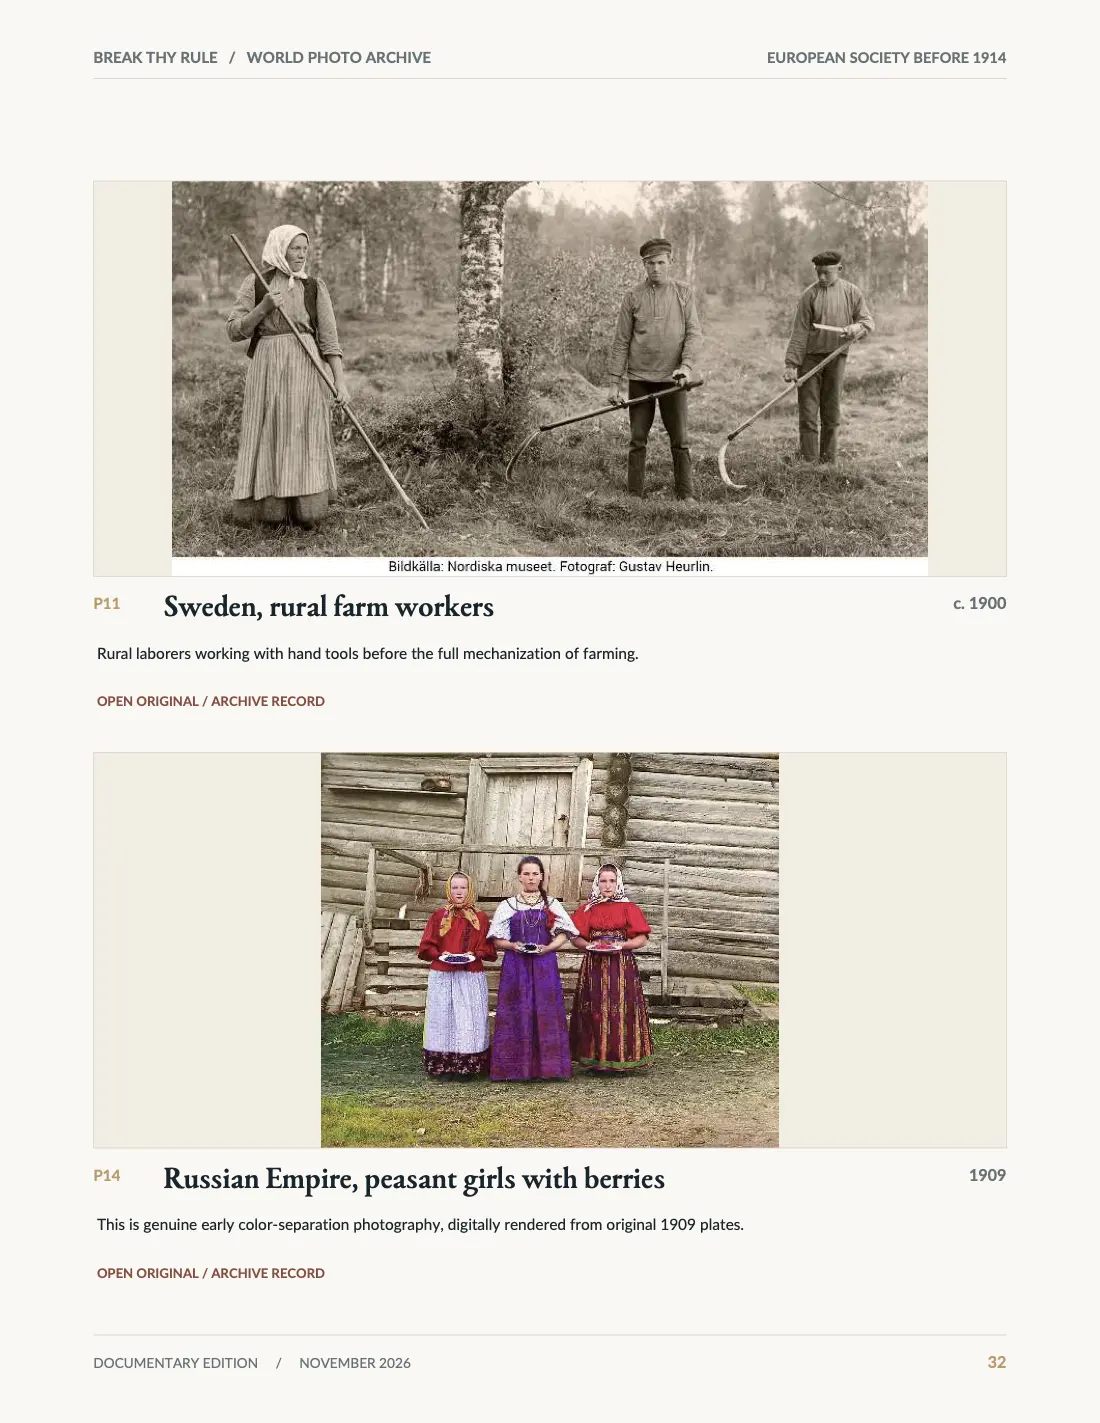 BREAK THY RULE / WORLD PHOTO ARCHIVE
EUROPEAN SOCIETY BEFORE 1914
Bildkälla: Nordiska museet. Fotograf: Gustav Heurlin.
P11 Sweden, rural farm workers c. 1900
Rural laborers working with hand tools before the full mechanization of farming.
OPEN ORIGINAL / ARCHIVE RECORD
P14 Russian Empire, peasant girls with berries 1909
This is genuine early color-separation photography, digitally rendered from original 1909 plates.
OPEN ORIGINAL / ARCHIVE RECORD
DOCUMENTARY EDITION / NOVEMBER 2026
32